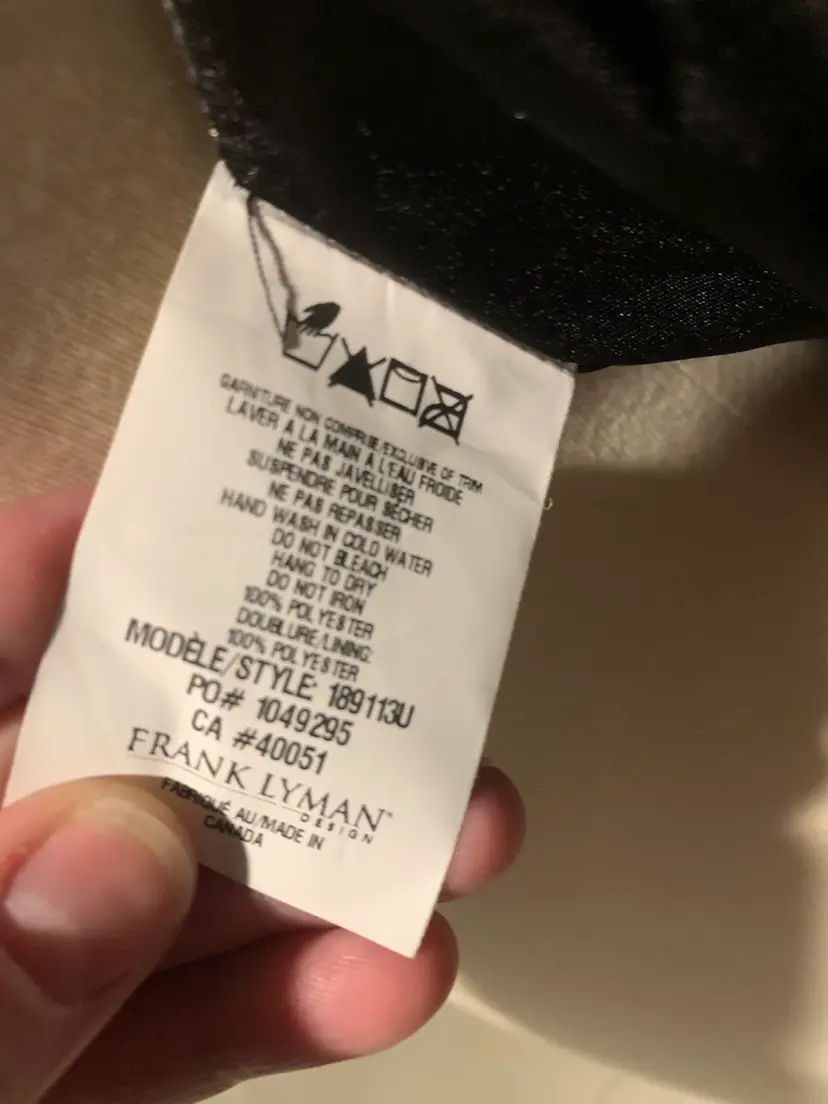 GARNITURE NON COMPRISE/EXCLUSIVE OF TRIM
LAVER A LA MAIN A L'EAU FROIDE
NE PAS JAVELLISER
SUSPENDRE POUR SÉCHER
NE PAS REPASSER
HAND WASH IN COLD WATER
DO NOT BLEACH
HANG TO DRY
DO NOT IRON
100% POLYESTER
DOUBLURE/LINING:
100% POLYESTER
MODÈLE/STYLE: 189113U
PO# 1049295
CA #40051
FRANK LYMAN
DESIGN
FABRIQUÉ AU/MADE IN
CANADA